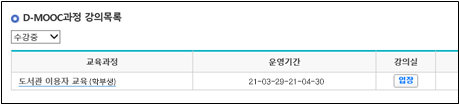 D-MOOC과정 강의목록
수강중
교육과정 운영기간 강의실
도서관 이용자 교육 (학부생) 21-03-29~21-04-30 입장